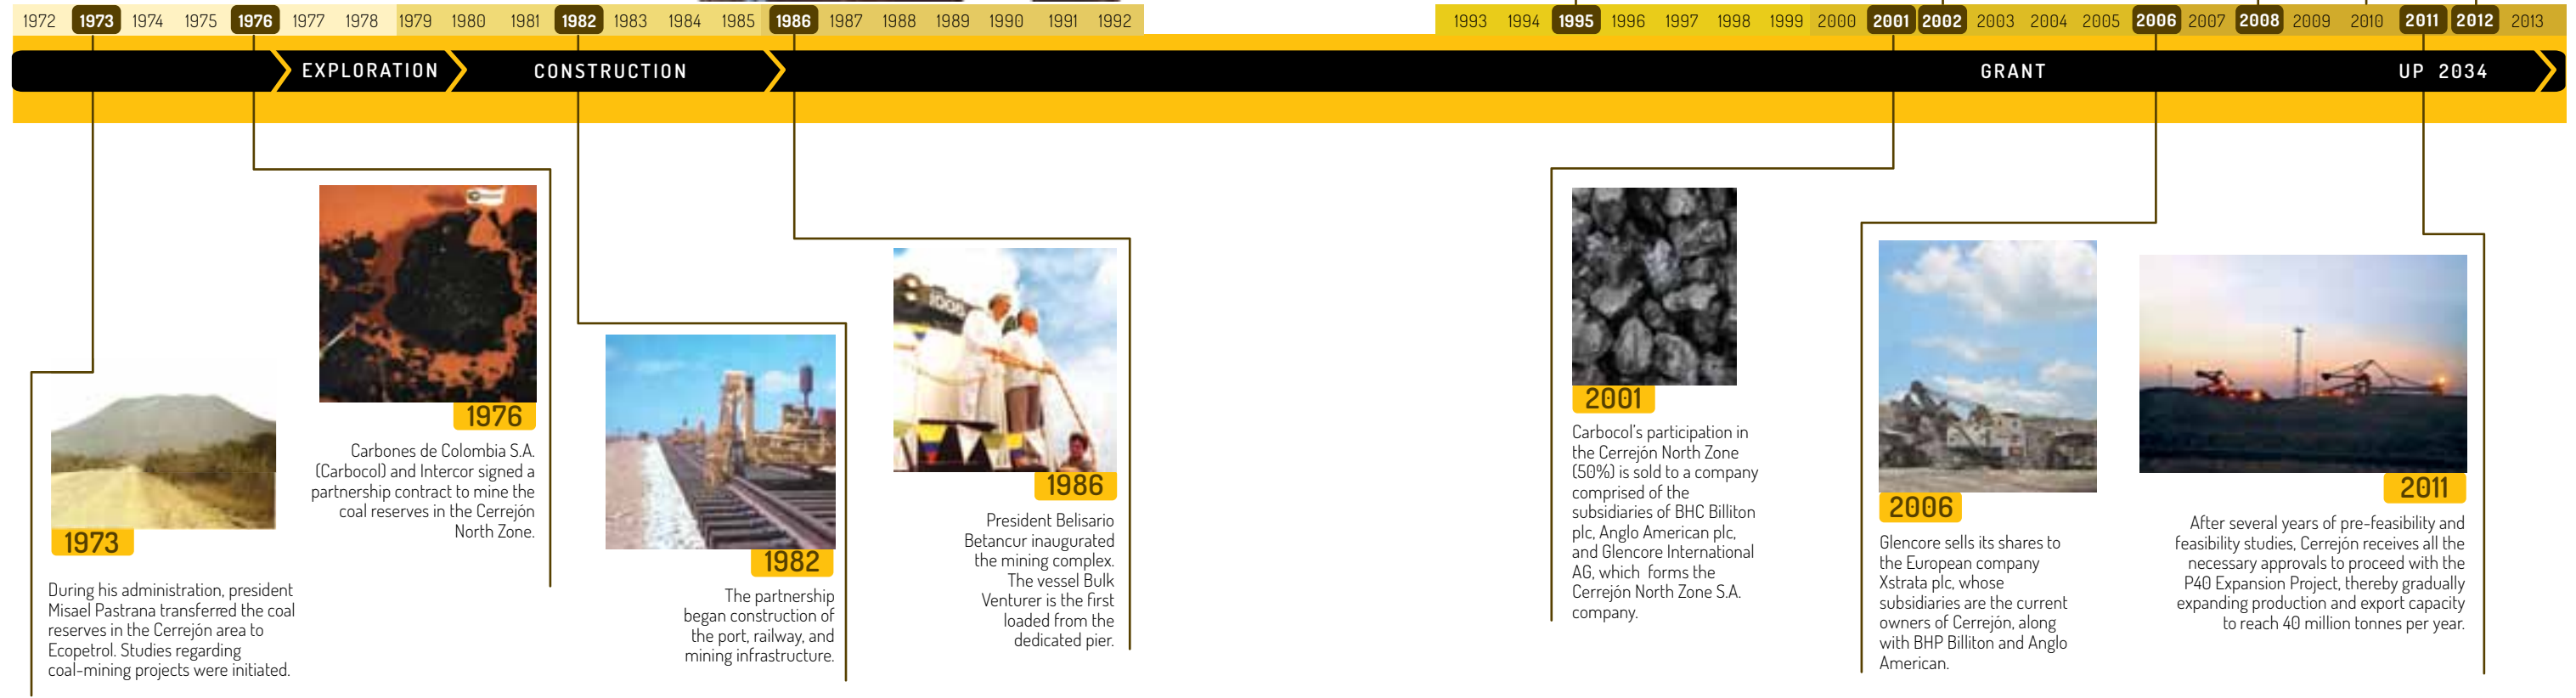 1972 1973 1974 1975 1976 1977 1978 1979 1980 1981 1982 1983 1984 1985 1986 1987 1988 1989 1990 1991 1992
1993 1994 1995 1996 1997 1998 1999 2000 2001 2002 2003 2004 2005 2006 2007 2008 2009 2010 2011 2012 2013
EXPLORATION
CONSTRUCTION
GRANT
UP 2034
1973
During his administration, president
Misael Pastrana transferred the coal
reserves in the Cerrejón area to
Ecopetrol. Studies regarding
coal-mining projects were initiated.
1976
Carbones de Colombia S.A.
(Carbocol) and Intercor signed a
partnership contract to mine the
coal reserves in the Cerrejón
North Zone.
1982
The partnership
began construction of
the port, railway, and
mining infrastructure.
1986
President Belisario
Betancur inaugurated
the mining complex.
The vessel Bulk
Venturer is the first
loaded from the
dedicated pier.
2001
Carbocol's participation in
the Cerrejón North Zone
(50%) is sold to a company
comprised of the
subsidiaries of BHC Billiton
plc, Anglo American plc,
and Glencore International
AG, which forms the
Cerrejón North Zone S.A.
company.
2006
Glencore sells its shares to
the European company
Xstrata plc, whose
subsidiaries are the current
owners of Cerrejón, along
with BHP Billiton and Anglo
American.
2011
After several years of pre-feasibility and
feasibility studies, Cerrejón receives all the
necessary approvals to proceed with the
P40 Expansion Project, thereby gradually
expanding production and export capacity
to reach 40 million tonnes per year.